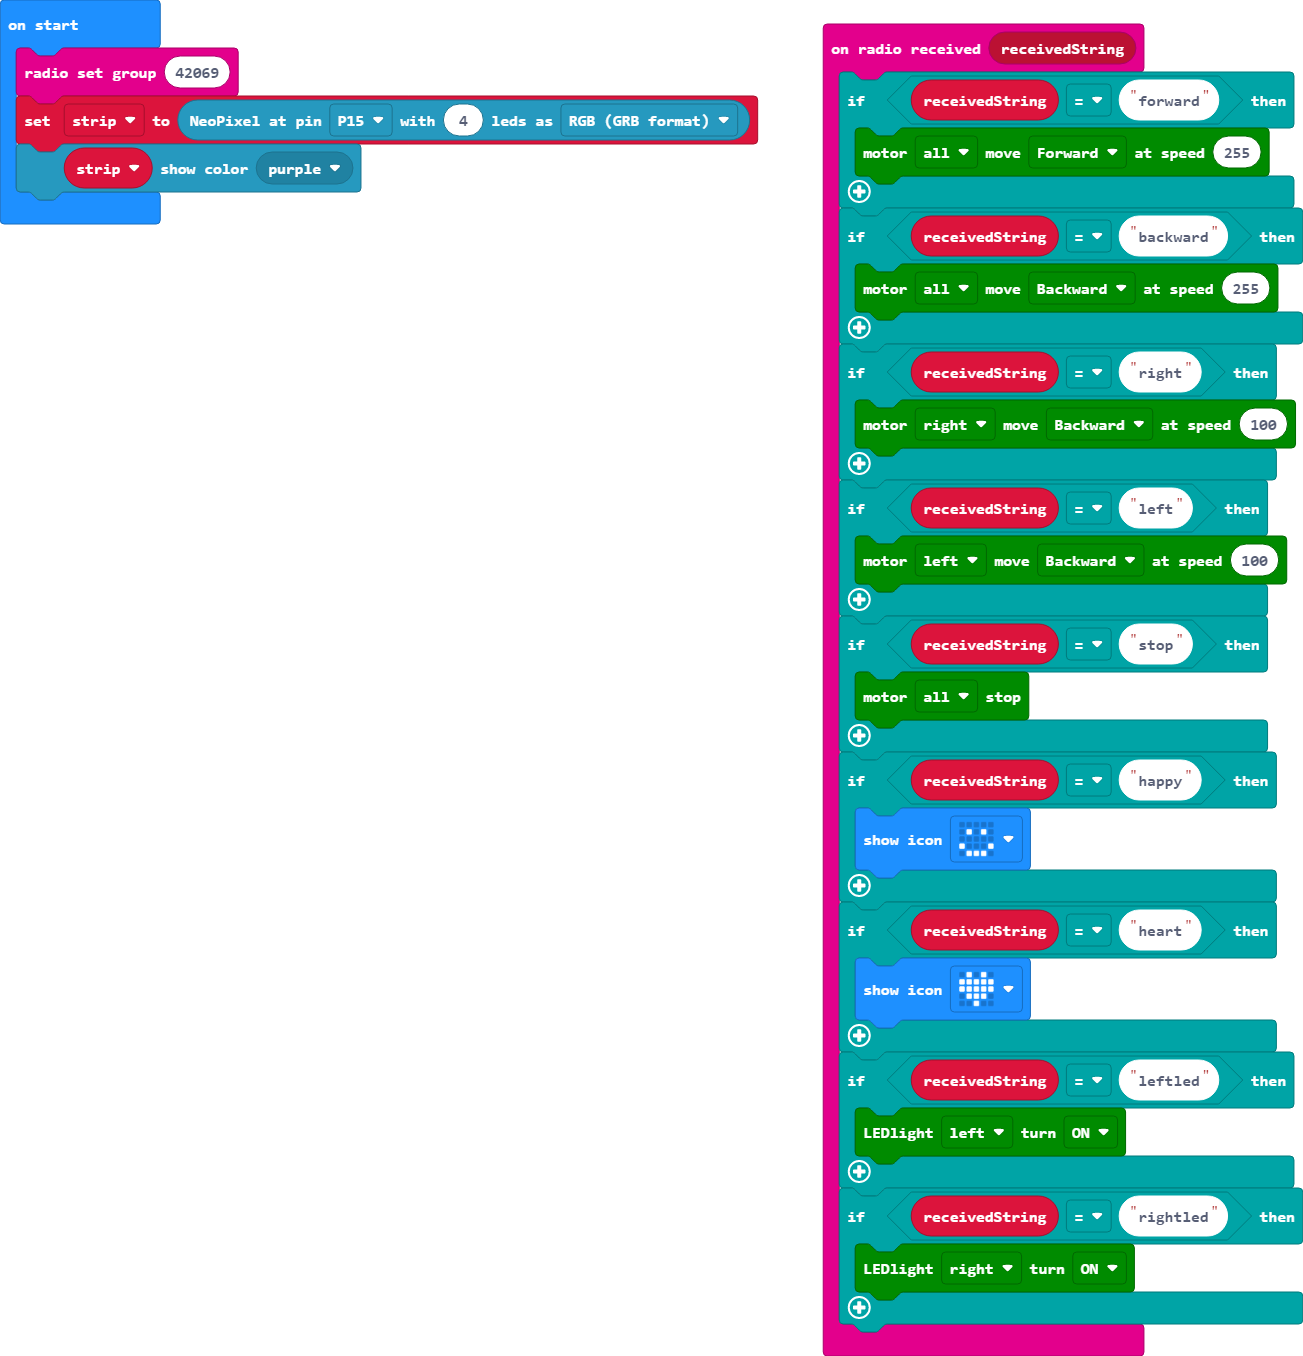 on start
radio set group 42069
set strip to NeoPixel at pin P15 with 4 leds as RGB (GRB format)
strip show color purple
on radio received receivedString
if receivedString = "forward" then
motor all move Forward at speed 255
if receivedString = "backward" then
motor all move Backward at speed 255
if receivedString = "right" then
motor right move Backward at speed 100
if receivedString = "left" then
motor left move Backward at speed 100
if receivedString = "stop" then
motor all stop
if receivedString = "happy" then
show icon
if receivedString = "heart" then
show icon
if receivedString = "leftled" then
LEDlight left turn ON
if receivedString = "rightled" then
LEDlight right turn ON